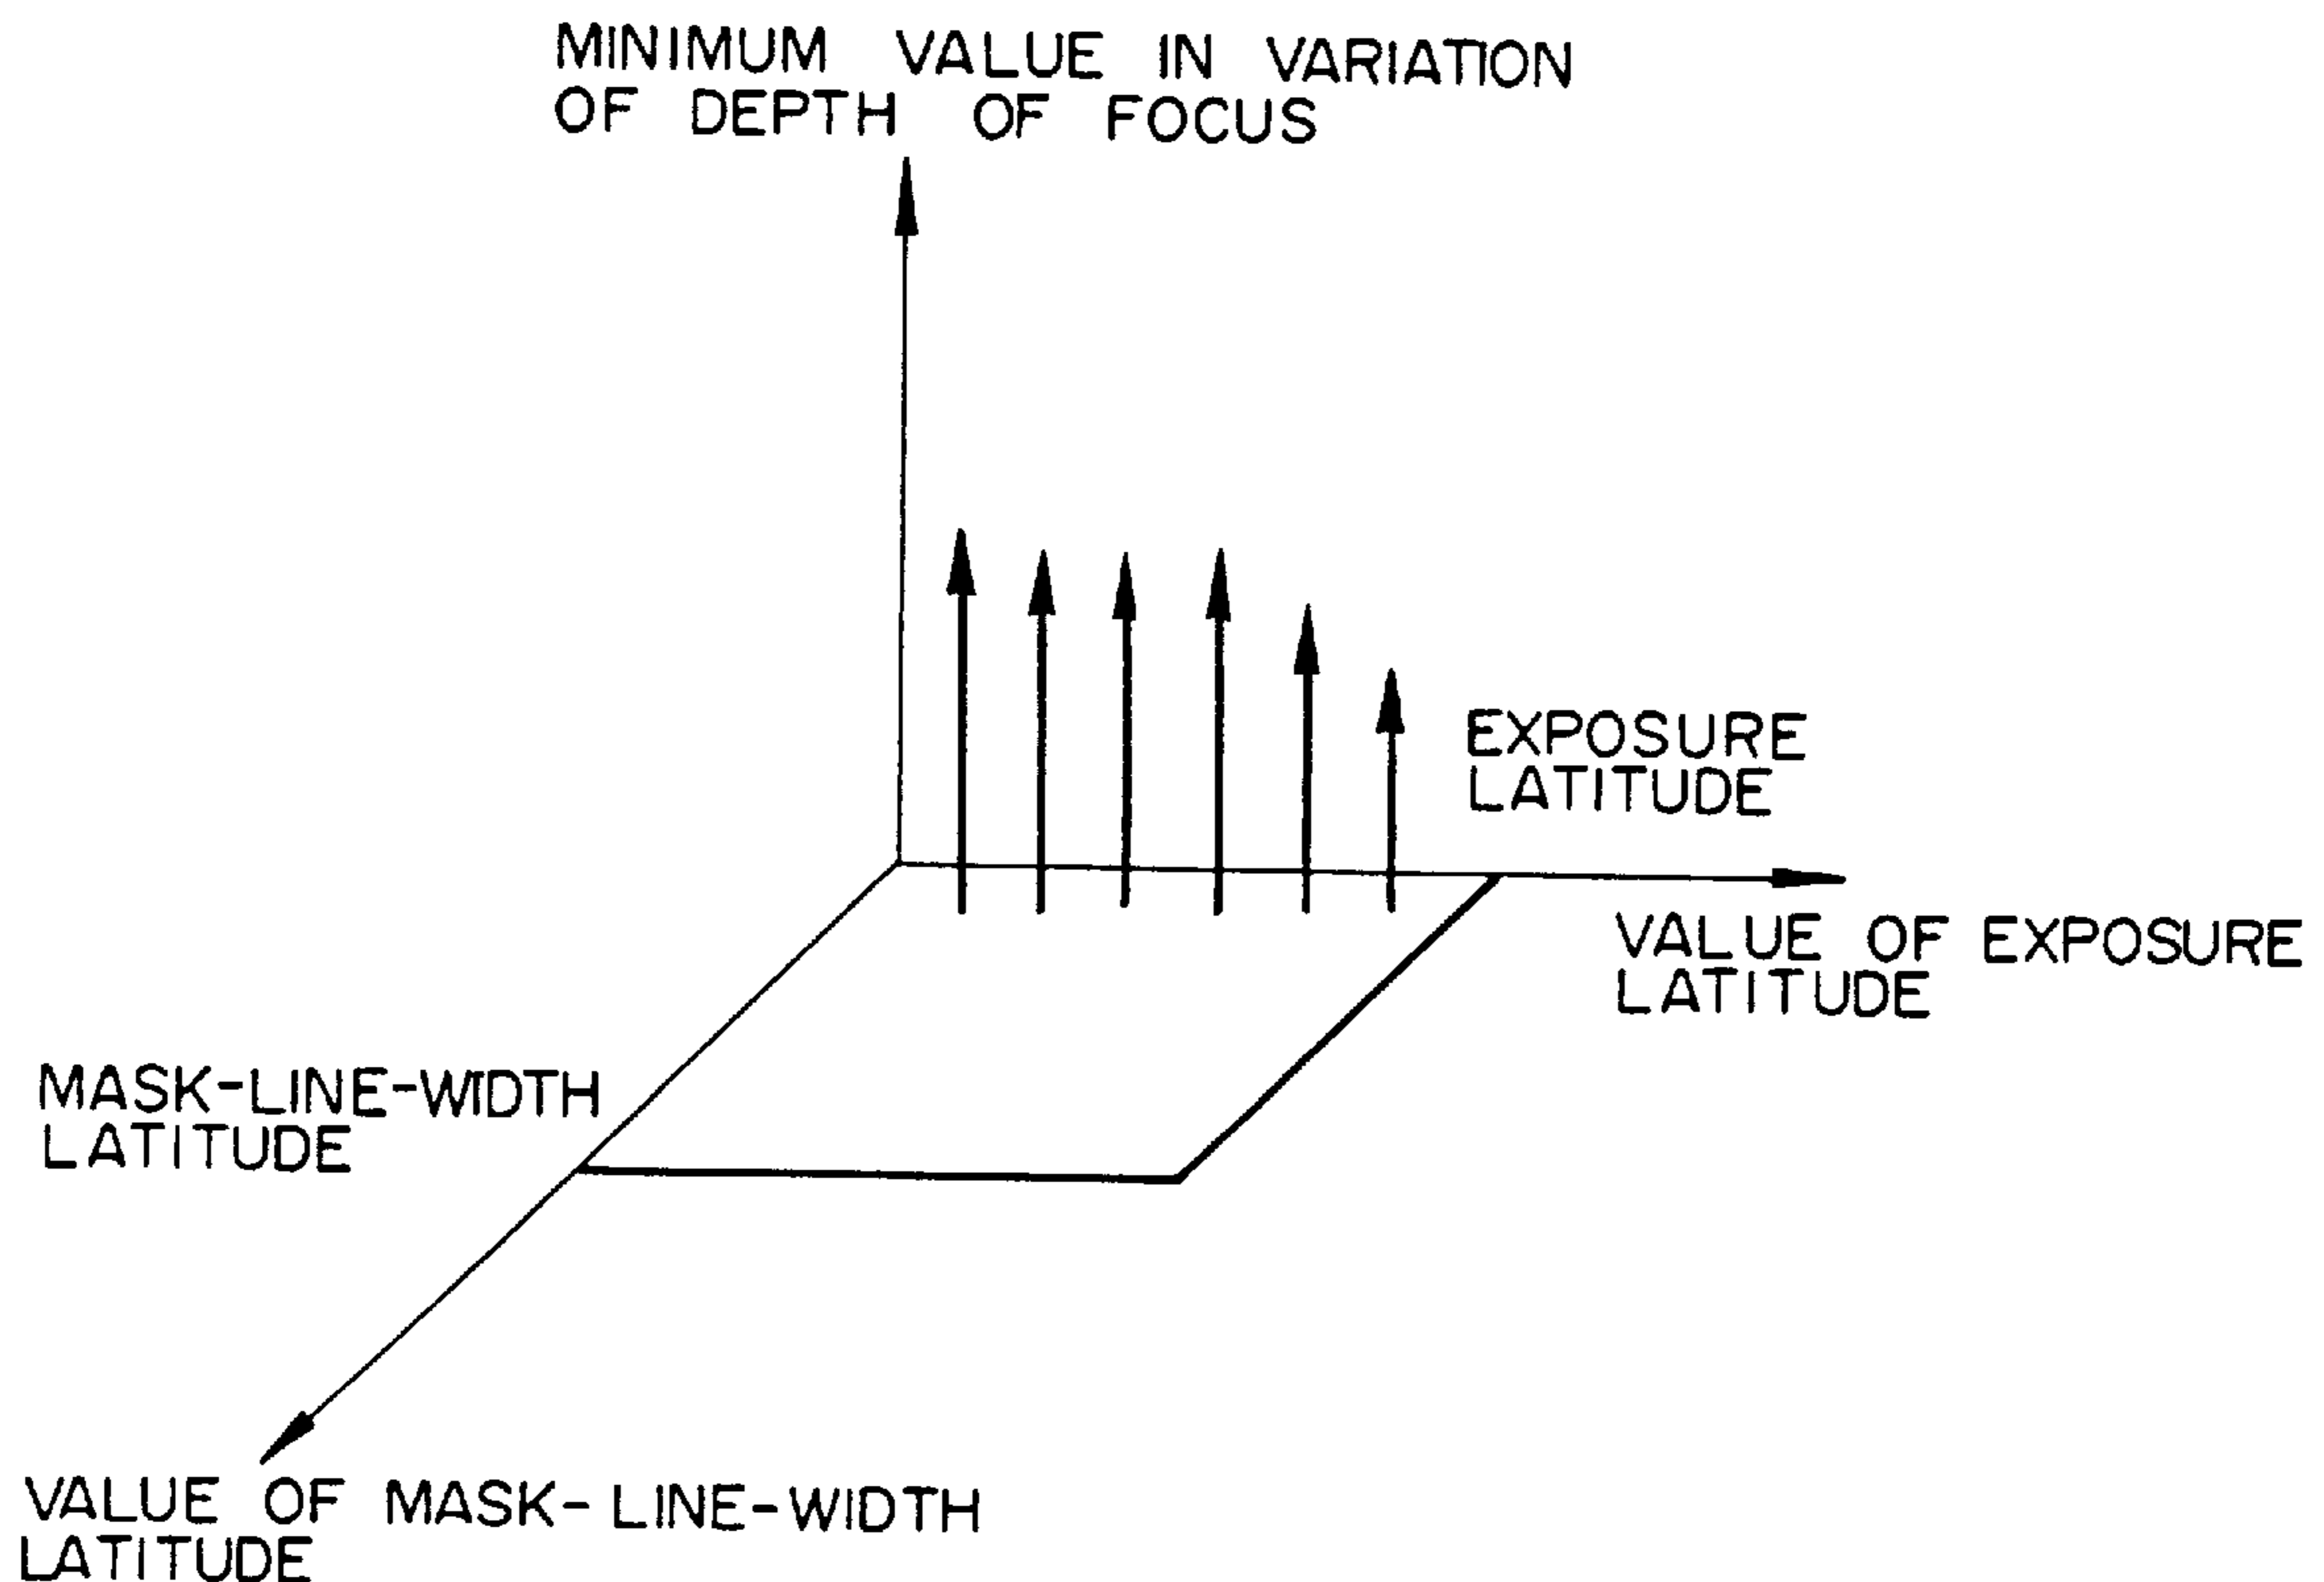 MINIMUM VALUE IN VARIATION
OF DEPTH OF FOCUS
EXPOSURE
LATITUDE
VALUE OF EXPOSURE
LATITUDE
MASK-LINE-WIDTH
LATITUDE
VALUE OF MASK-LINE-WIDTH
LATITUDE